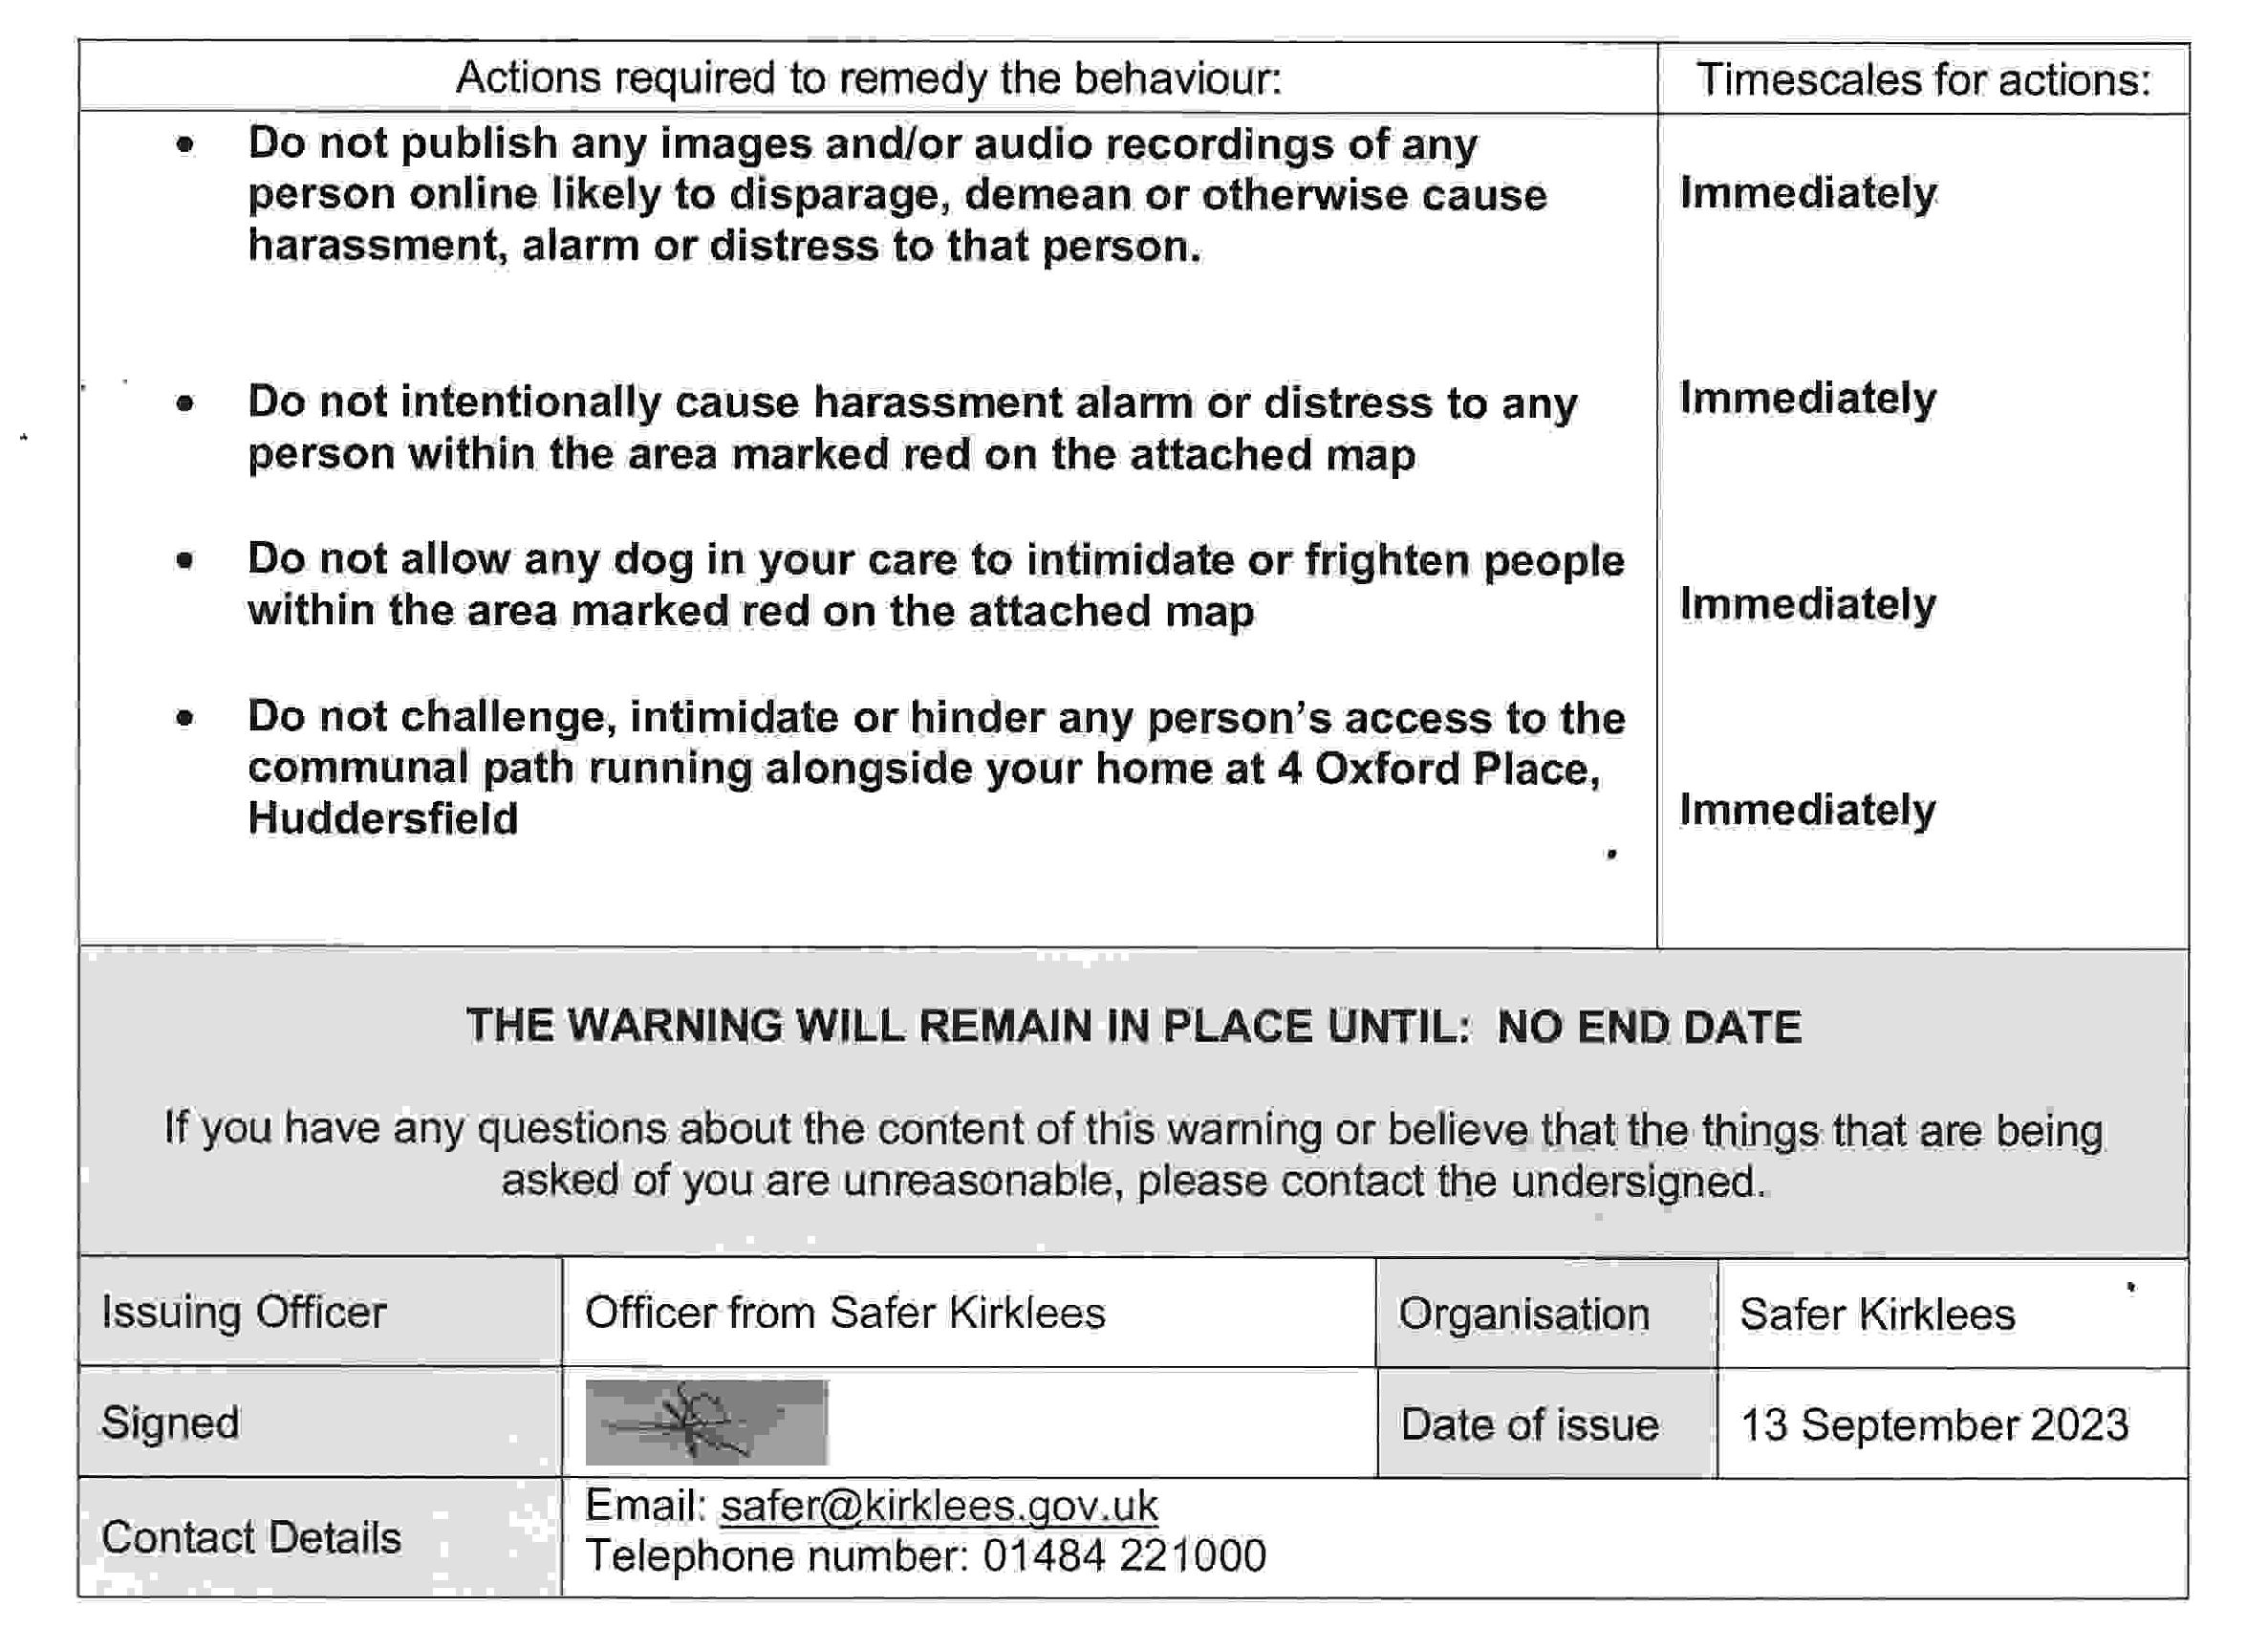 Actions required to remedy the behaviour:
Timescales for actions:
• Do not publish any images and/or audio recordings of any
person online likely to disparage, demean or otherwise cause
harassment, alarm or distress to that person.
Immediately
• Do not intentionally cause harassment alarm or distress to any
person within the area marked red on the attached map
Immediately
• Do not allow any dog in your care to intimidate or frighten people
within the area marked red on the attached map
Immediately
• Do not challenge, intimidate or hinder any person's access to the
communal path running alongside your home at 4 Oxford Place,
Huddersfield
Immediately
THE WARNING WILL REMAIN IN PLACE UNTIL: NO END DATE
If you have any questions about the content of this warning or believe that the things that are being
asked of you are unreasonable, please contact the undersigned.
Issuing Officer
Officer from Safer Kirklees
Organisation
Safer Kirklees
Signed
Date of issue
13 September 2023
Contact Details
Email: safer@kirklees.gov.uk
Telephone number: 01484 221000